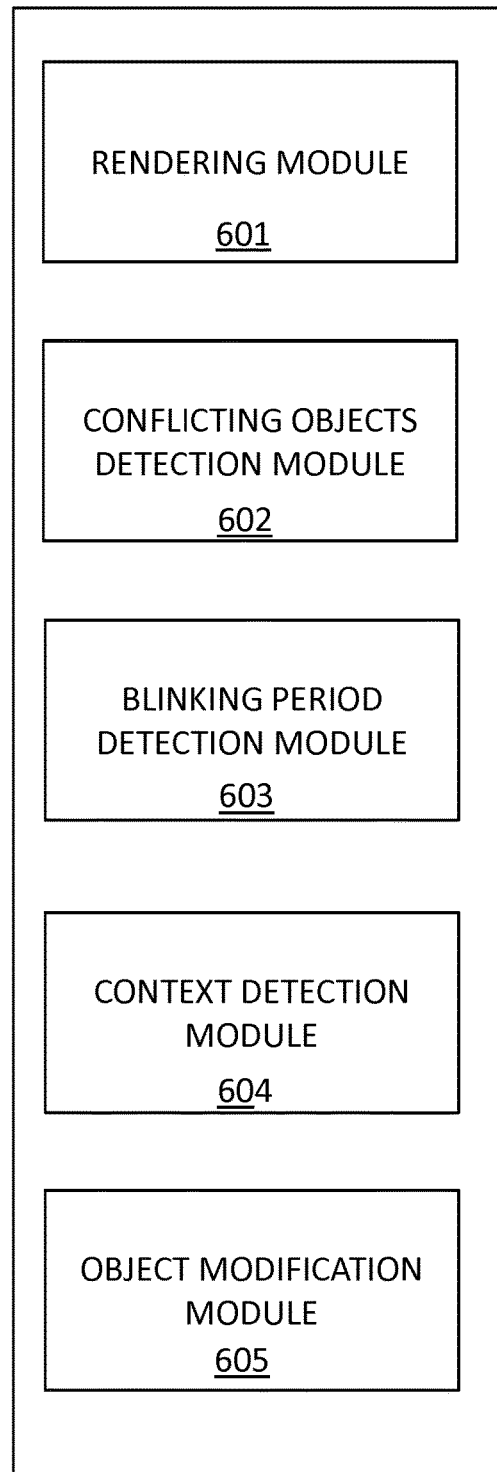 RENDERING MODULE
601
CONFLICTING OBJECTS
DETECTION MODULE
602
BLINKING PERIOD
DETECTION MODULE
603
CONTEXT DETECTION
MODULE
604
OBJECT MODIFICATION
MODULE
605